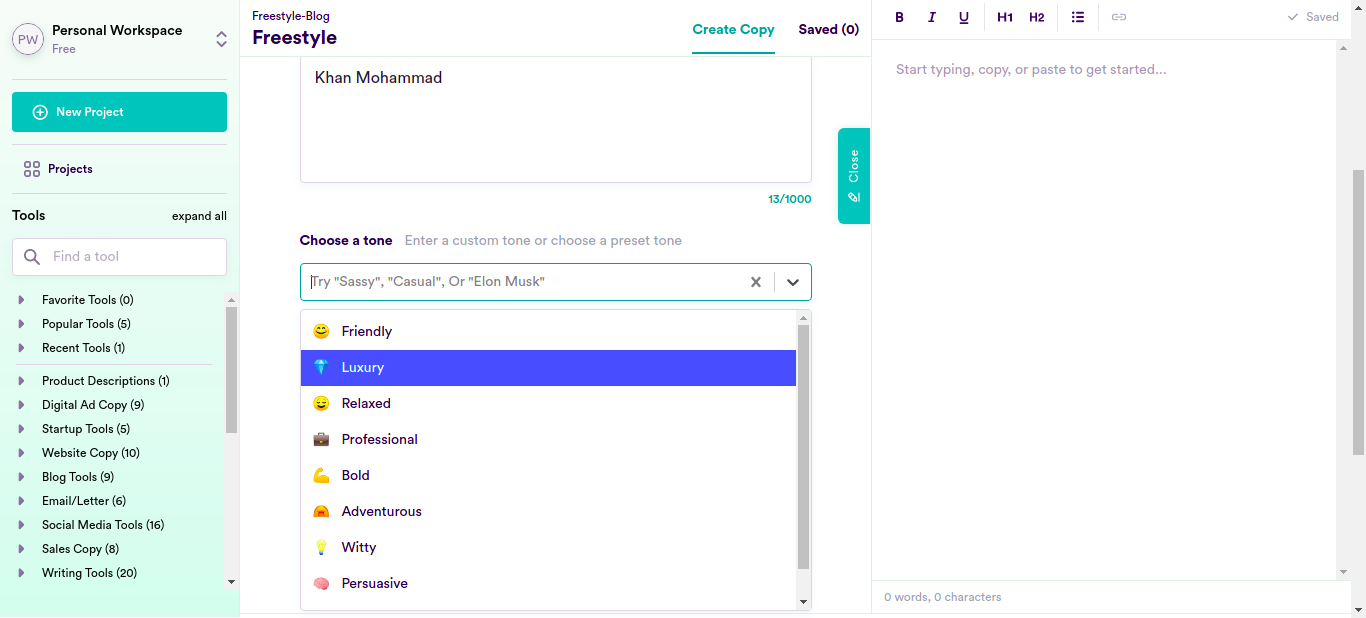 PW
Personal Workspace
Free
New Project
Projects
Tools
expand all
Find a tool
Favorite Tools (0)
Popular Tools (5)
Recent Tools (1)
Product Descriptions (1)
Digital Ad Copy (9)
Startup Tools (5)
Website Copy (10)
Blog Tools (9)
Email/Letter (6)
Social Media Tools (16)
Sales Copy (8)
Writing Tools (20)
Freestyle-Blog
Freestyle
Create Copy
Saved (0)
Khan Mohammad
13/1000
Choose a tone Enter a custom tone or choose a preset tone
Try "Sassy", "Casual", Or "Elon Musk"
Friendly
Luxury
Relaxed
Professional
Bold
Adventurous
Witty
Persuasive
Close
B I U H1 H2
Saved
Start typing, copy, or paste to get started...
0 words, 0 characters